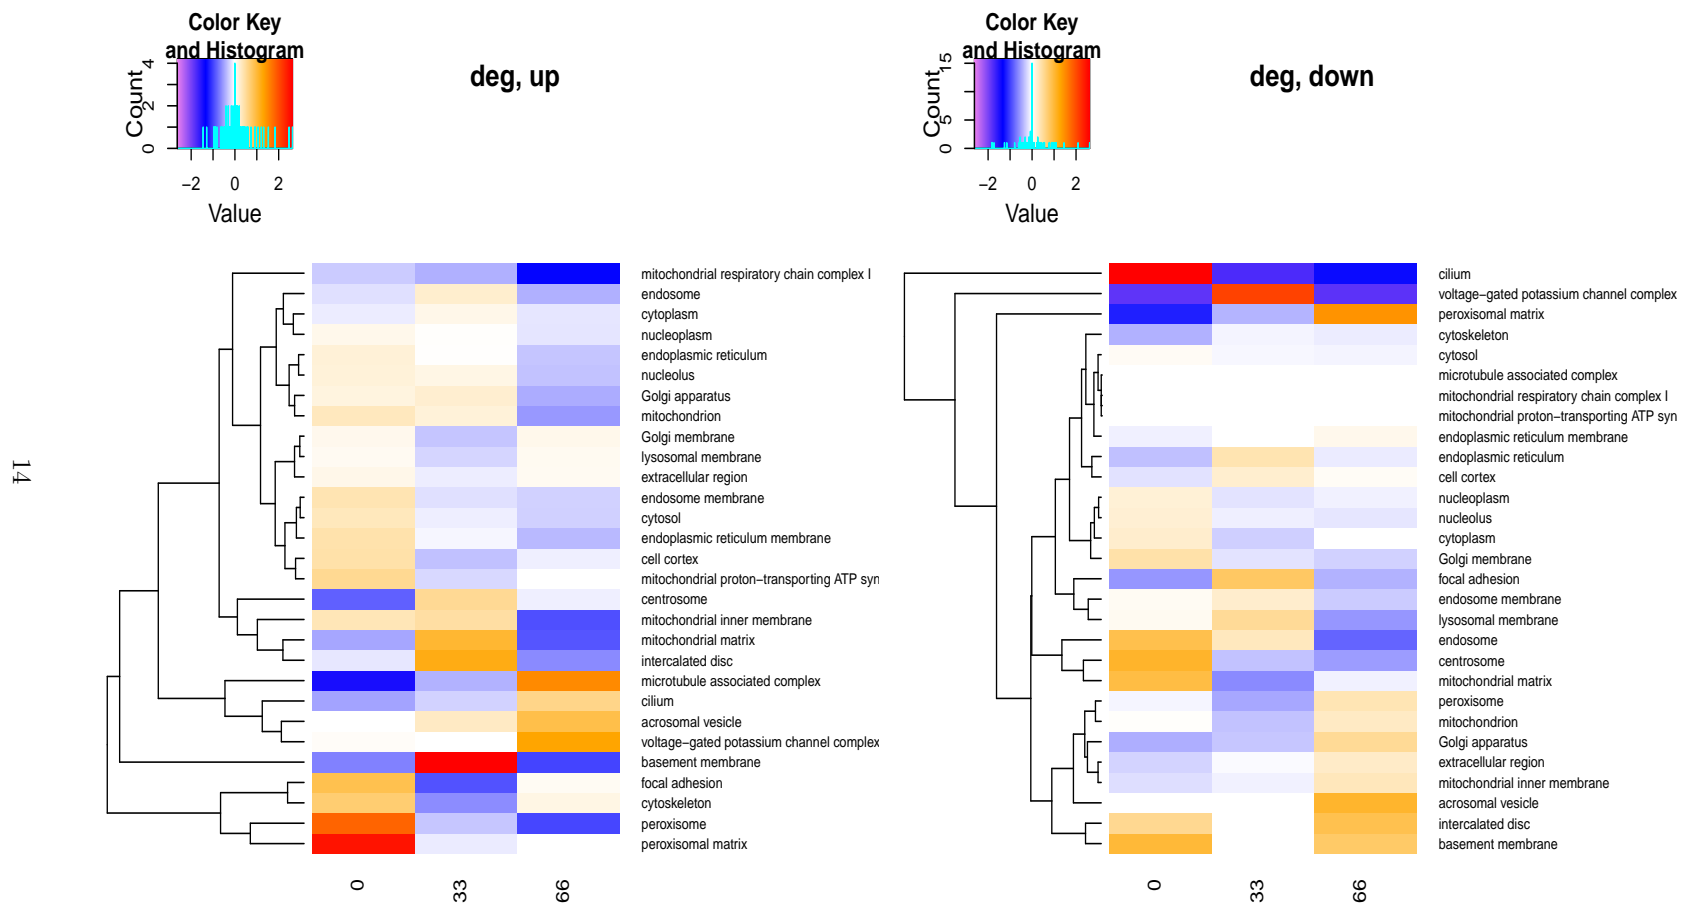 Color Key
and Histogram
Count
0 2 4
−2 0 2
Value
deg, up
mitochondrial respiratory chain complex I
endosome
cytoplasm
nucleoplasm
endoplasmic reticulum
nucleolus
Golgi apparatus
mitochondrion
Golgi membrane
lysosomal membrane
extracellular region
endosome membrane
cytosol
endoplasmic reticulum membrane
cell cortex
mitochondrial proton−transporting ATP syn
centrosome
mitochondrial inner membrane
mitochondrial matrix
intercalated disc
microtubule associated complex
cilium
acrosomal vesicle
voltage−gated potassium channel complex
basement membrane
focal adhesion
cytoskeleton
peroxisome
peroxisomal matrix
0 33 66
Color Key
and Histogram
Count
0 5 15
−2 0 2
Value
deg, down
cilium
voltage−gated potassium channel complex
peroxisomal matrix
cytoskeleton
cytosol
microtubule associated complex
mitochondrial respiratory chain complex I
mitochondrial proton−transporting ATP syn
endoplasmic reticulum membrane
endoplasmic reticulum
cell cortex
nucleoplasm
nucleolus
cytoplasm
Golgi membrane
focal adhesion
endosome membrane
lysosomal membrane
endosome
centrosome
mitochondrial matrix
peroxisome
mitochondrion
Golgi apparatus
extracellular region
mitochondrial inner membrane
acrosomal vesicle
intercalated disc
basement membrane
0 33 66
14